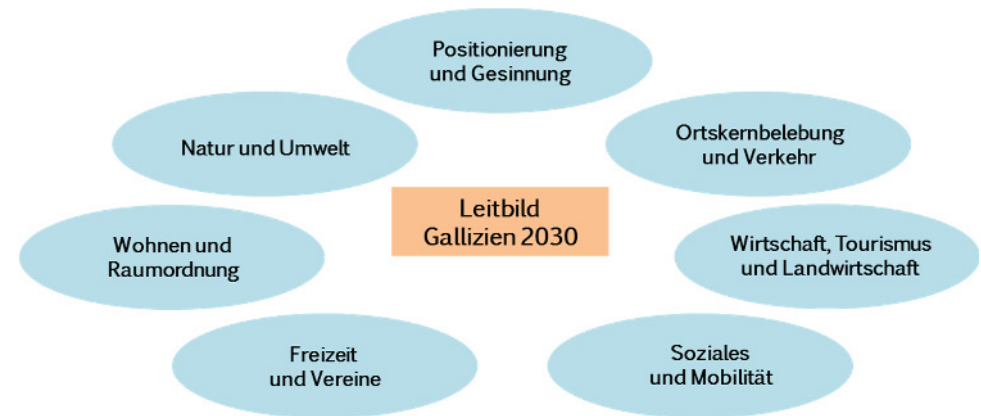 Positionierung
und Gesinnung
Natur und Umwelt
Ortskernbelebung
und Verkehr
Leitbild
Gallizien 2030
Wohnen und
Raumordnung
Wirtschaft, Tourismus
und Landwirtschaft
Freizeit
und Vereine
Soziales
und Mobilität